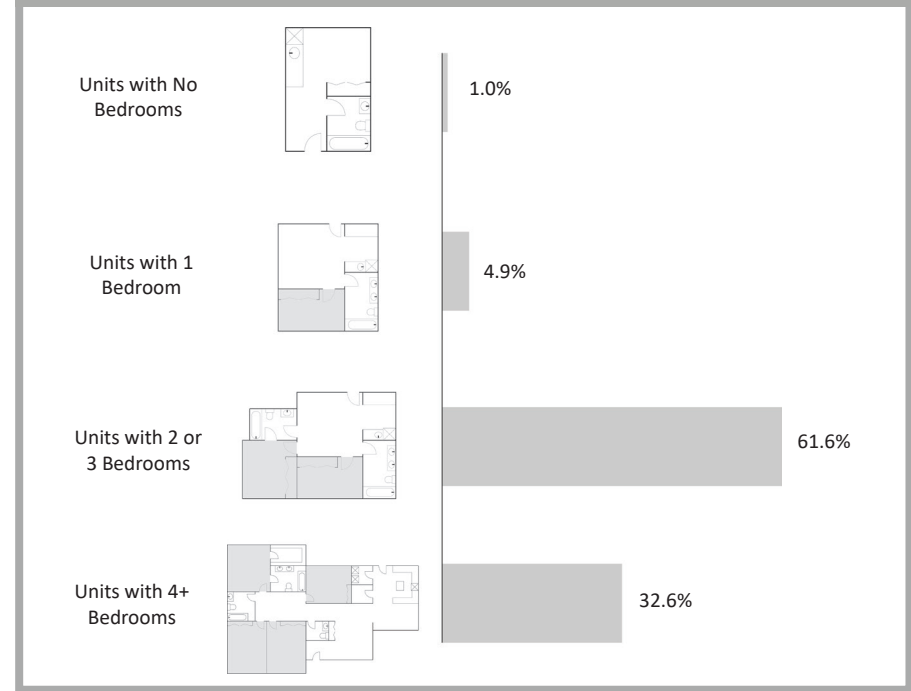 Units with No
Bedrooms
1.0%
Units with 1
Bedroom
4.9%
Units with 2 or
3 Bedrooms
61.6%
Units with 4+
Bedrooms
32.6%